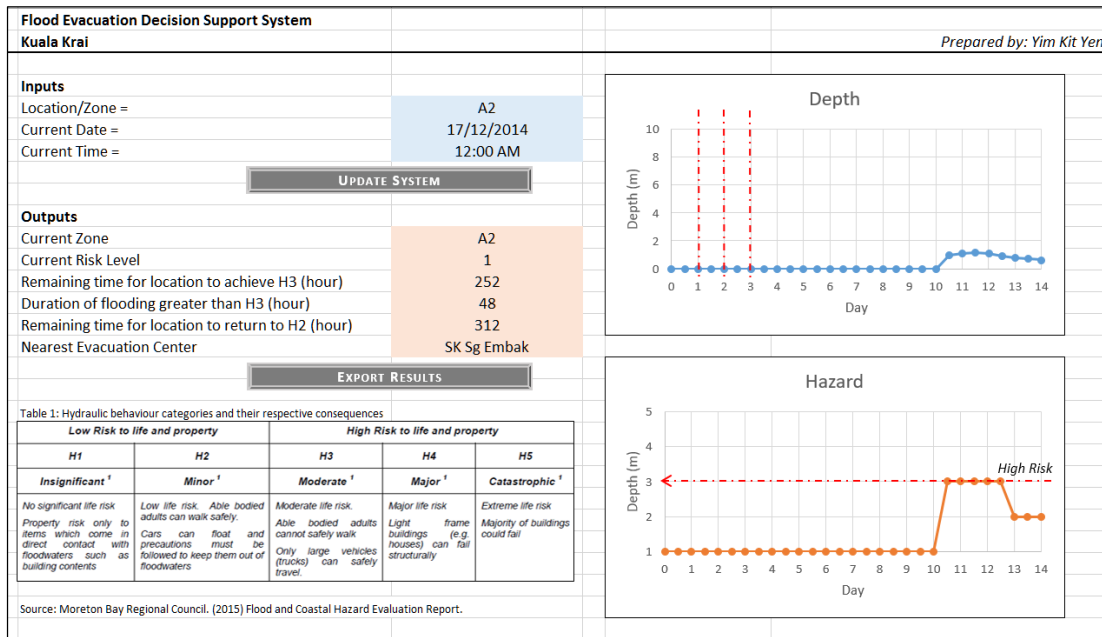 Flood Evacuation Decision Support System
Kuala Krai
Prepared by: Yim Kit Yen
Inputs
Location/Zone =
A2
Current Date =
17/12/2014
Current Time =
12:00 AM
UPDATE SYSTEM
Outputs
Current Zone
A2
Current Risk Level
1
Remaining time for location to achieve H3 (hour)
252
Duration of flooding greater than H3 (hour)
48
Remaining time for location to return to H2 (hour)
312
Nearest Evacuation Center
SK Sg Embak
EXPORT RESULTS
Table 1: Hydraulic behaviour categories and their respective consequences
Low Risk to life and property
High Risk to life and property
H1
H2
H3
H4
H5
Insignificant ¹
Minor ¹
Moderate ¹
Major ¹
Catastrophic ¹
No significant life risk
Property risk only to
items which come in
direct contact with
floodwaters such as
building contents
Low life risk. Able bodied
adults can walk safely.
Cars can float and
precautions must be
followed to keep them out of
floodwaters
Moderate life risk.
Able bodied adults
cannot safely walk
Only large vehicles
(trucks) can safely
travel.
Major life risk
Light frame
buildings (e.g.
houses) can fail
structurally
Extreme life risk
Majority of buildings
could fail
Source: Moreton Bay Regional Council. (2015) Flood and Coastal Hazard Evaluation Report.
Depth
Depth (m)
10
8
6
4
2
0
0 1 2 3 4 5 6 7 8 9 10 11 12 13 14
Day
Hazard
Depth (m)
5
4
3
2
1
High Risk
0 1 2 3 4 5 6 7 8 9 10 11 12 13 14
Day